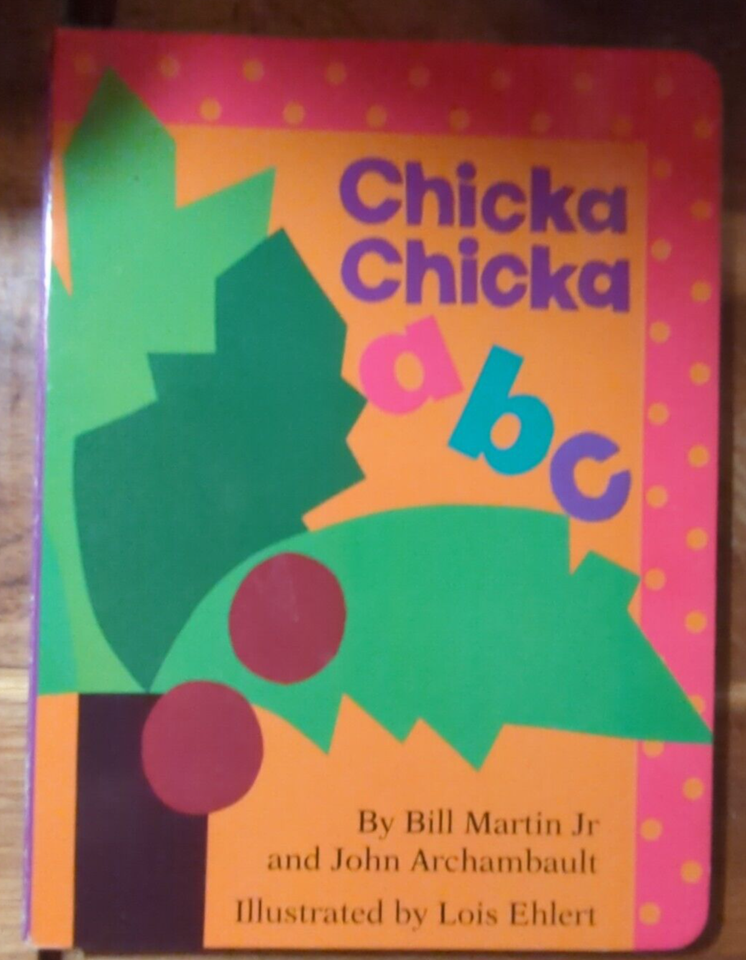 Chicka
Chicka
abc
By Bill Martin Jr
and John Archambault
Illustrated by Lois Ehlert